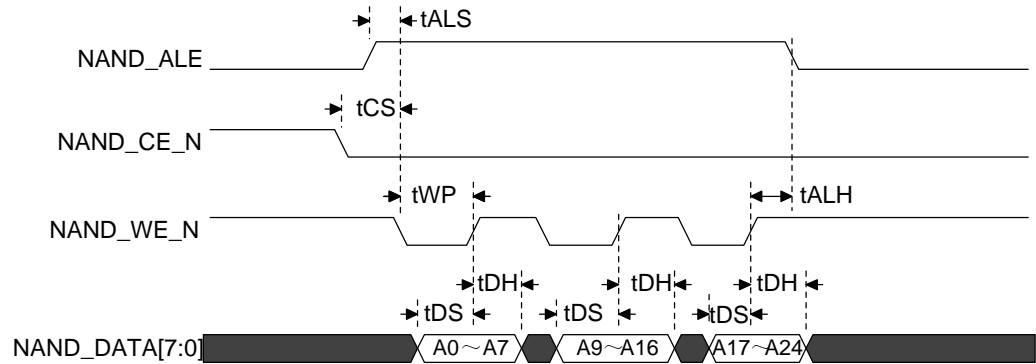 tALS
NAND_ALE
tCS
NAND_CE_N
tWP
tALH
NAND_WE_N
tDH
tDH
tDH
tDS
tDS
tDS
NAND_DATA[7:0]
A0～A7
A9～A16
A17～A24